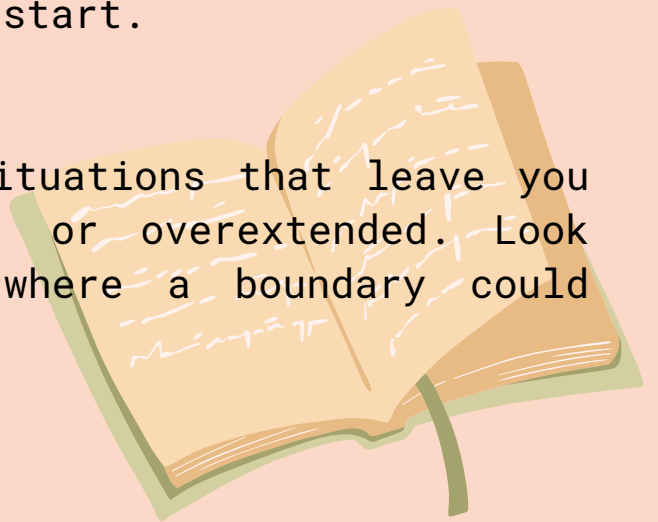 start.
ituations that leave you
or overextended. Look
where a boundary could